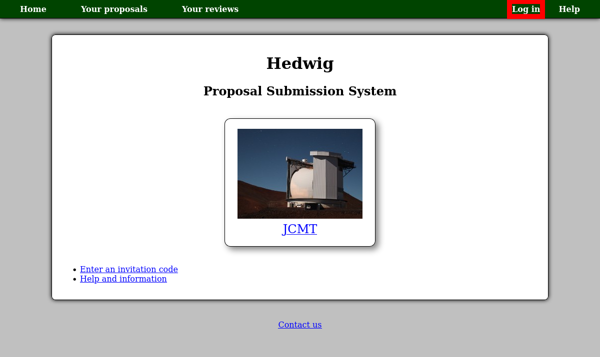 Home Your proposals Your reviews Log in Help
Hedwig
Proposal Submission System
JCMT
Enter an invitation code
Help and information
Contact us